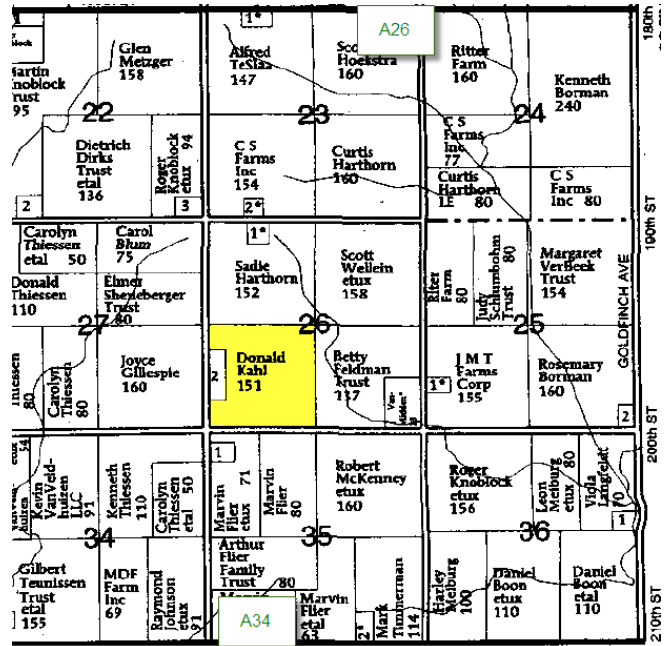 1*
A26
180th
Glen
Metzger
158
Alfred
TeSlaa
147
Hoekstra
160
Ritter
Farm
160
Kenneth
Borman
240
Martin
Knoblock
Trust
95
22
23
24
Dietrich
Dirks
Trust
etal
136
Roger
Knoblock
etux
94
C S
Farms
Inc
154
Curtis
Harthorn
160
C S
Farms
Inc
77
Curtis
Harthorn
LE 80
C S
Farms
Inc 80
2
3
2*
190th ST
Carolyn
Thiessen
etal 50
Carol
Blum
75
1*
Sadie
Harthorn
152
Scott
Wellein
etux
158
Riter
Farm
80
Judy
Schlumbohm
Trust
80
Margaret
VerBeek
Trust
154
GOLDFINCH AVE
Donald
Thiessen
110
Elmer
Sheneberger
Trust
80
27
26
25
Thiessen
80
Carolyn
Thiessen
80
Joyce
Gillespie
160
2
Donald
Kahl
151
Betty
Feldman
Trust
137
1*
J M T
Farms
Corp
155
Rosemary
Borman
160
2
200th ST
etux 54
Kevin
VanVeld-
huizen
LLC
91
Kenneth
Thiessen
110
Carolyn
Thiessen
etal
50
1
Marvin
Flier
etux
71
Marvin
Flier
80
Robert
McKenney
etux
160
Roger
Knoblock
etux
156
Leon
Melburg
etux
80
Viola
Langfeldt
70
1
34
35
36
Gilbert
Teunissen
Trust
etal
155
MDF
Farm
Inc
69
Raymond
Johnson
etux
91
Arthur
Flier
Family
Trust 80
A34
Marvin
Flier
etal
2*
Mark
Timmerman
114
Harley
Melburg
100
Daniel
Boon
etux
110
Daniel
Boon
etal
110
210th ST